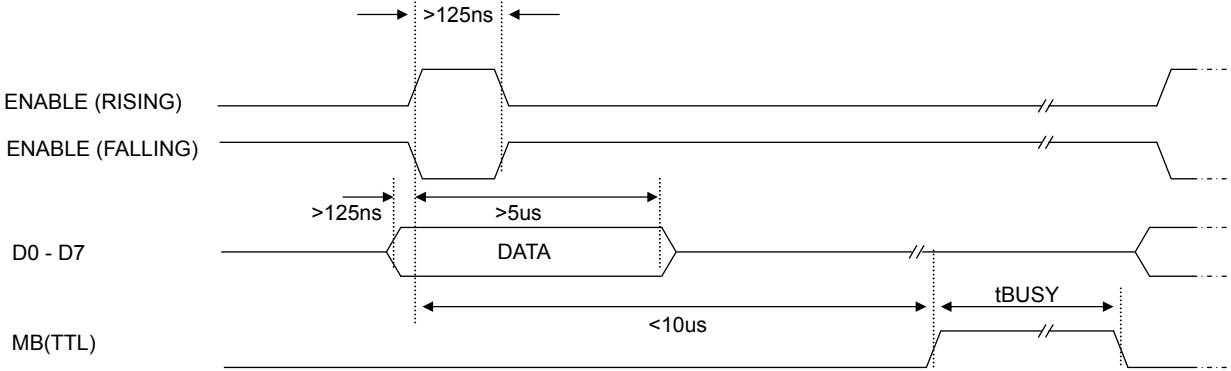 >125ns
ENABLE (RISING)
ENABLE (FALLING)
>125ns
>5us
D0 - D7
DATA
tBUSY
<10us
MB(TTL)